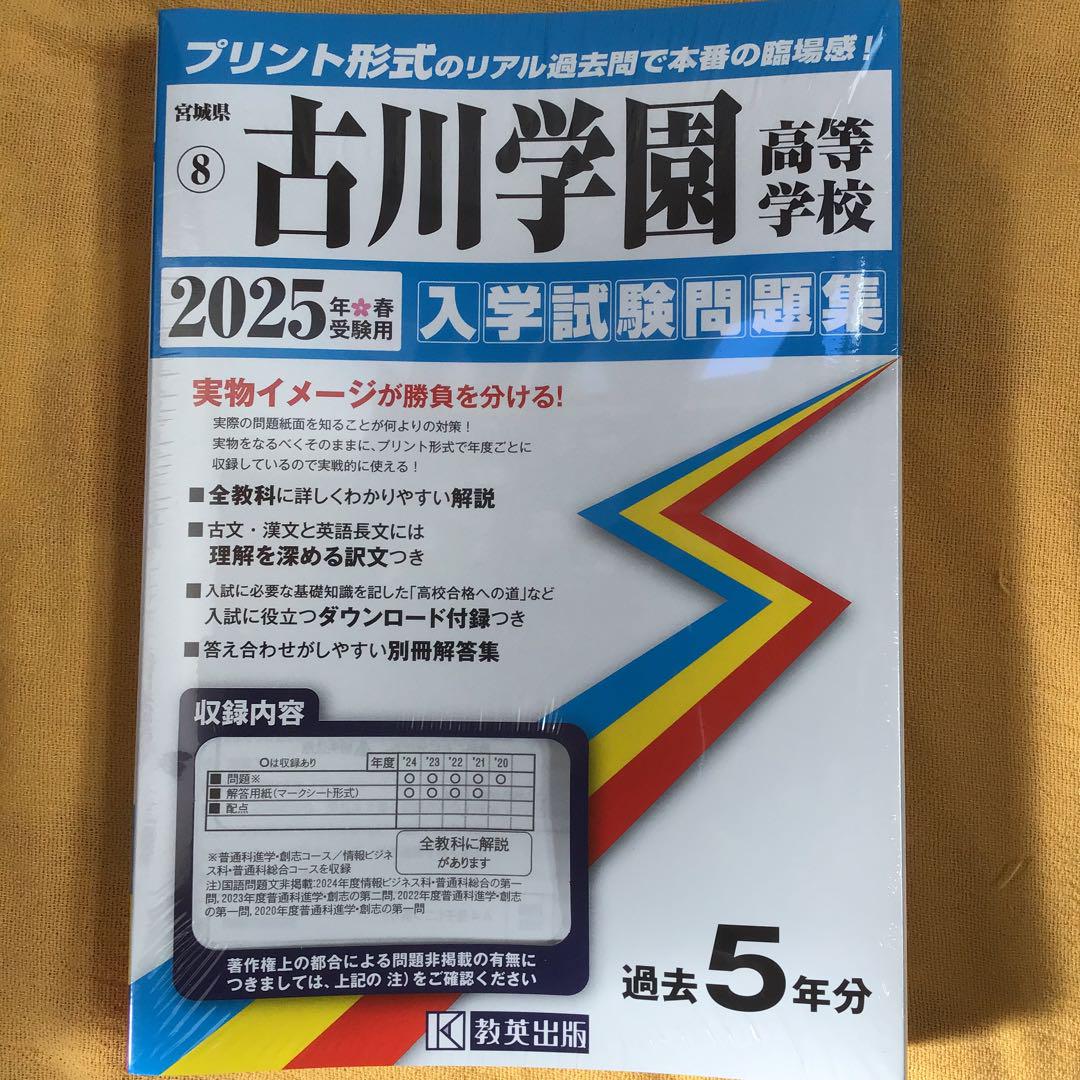 プリント形式のリアル過去問で本番の臨場感!
宮城県
⑧
古川学園
高等
学校
2025年春
受験用
入学試験問題集
実物イメージが勝負を分ける!
実際の問題紙面を知ることが何よりの対策!
実物をなるべくそのままに、プリント形式で年度ごとに
収録しているので実戦的に使える!
■全教科に詳しくわかりやすい解説
■古文・漢文と英語長文には
理解を深める訳文つき
■入試に必要な基礎知識を記した「高校合格への道」など
入試に役立つダウンロード付録つき
■答え合わせがしやすい別冊解答集
収録内容
○は収録あり 年度 '24 '23 '22 '21 '20
■ 問題※ ○ ○ ○ ○ ○
■ 解答用紙(マークシート形式) ○ ○ ○ ○
■ 配点
全教科に解説
があります
※普通科進学・創志コース/情報ビジネ
ス科・普通科総合コースを収録
注)国語問題文非掲載:2024年度情報ビジネス科・普通科総合の第一
問,2023年度普通科進学・創志の第二問,2022年度普通科進学・創志
の第一問,2020年度普通科進学・創志の第一問
著作権上の都合による問題非掲載の有無に
つきましては、上記の 注)をご確認ください
過去5年分
K 教英出版